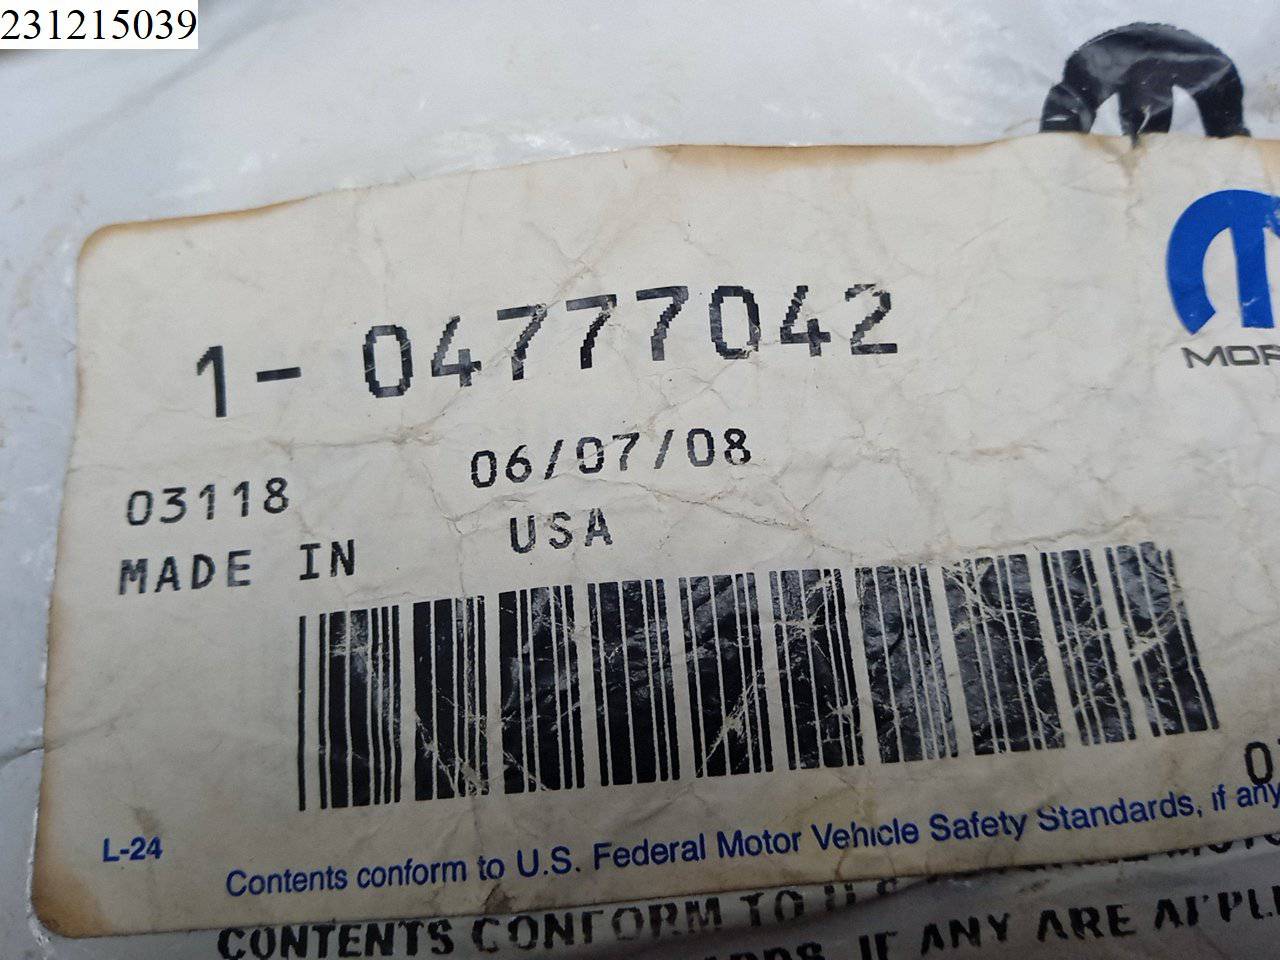 231215039
1- 04777042
06/07/08
03118
MADE IN USA
L-24
Contents conform to U.S. Federal Motor Vehicle Safety Standards, if any
CONTENTS CONFORM TO U.S.
IF ANY ARE APPLI